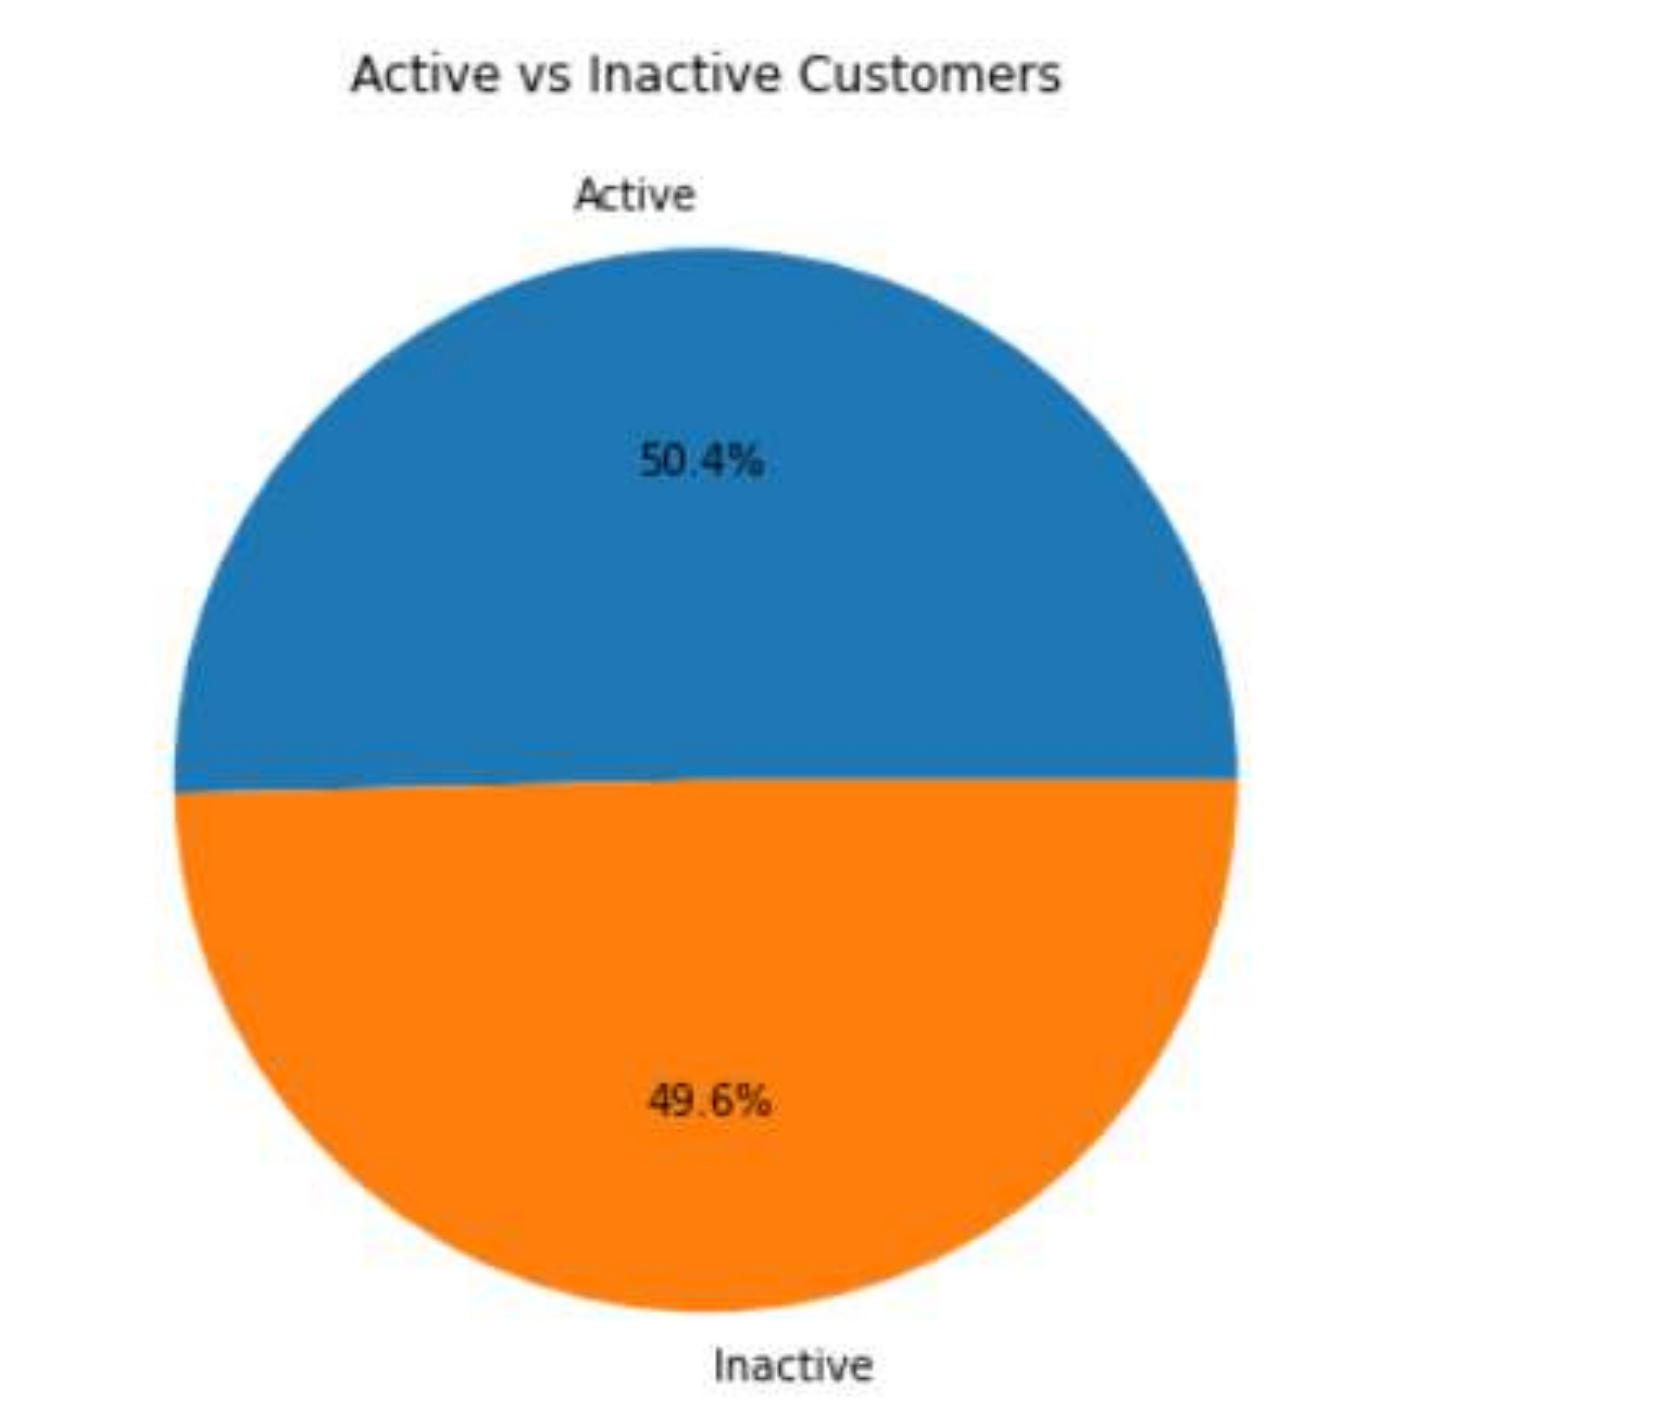 Active vs Inactive Customers
Active
50.4%
49.6%
Inactive